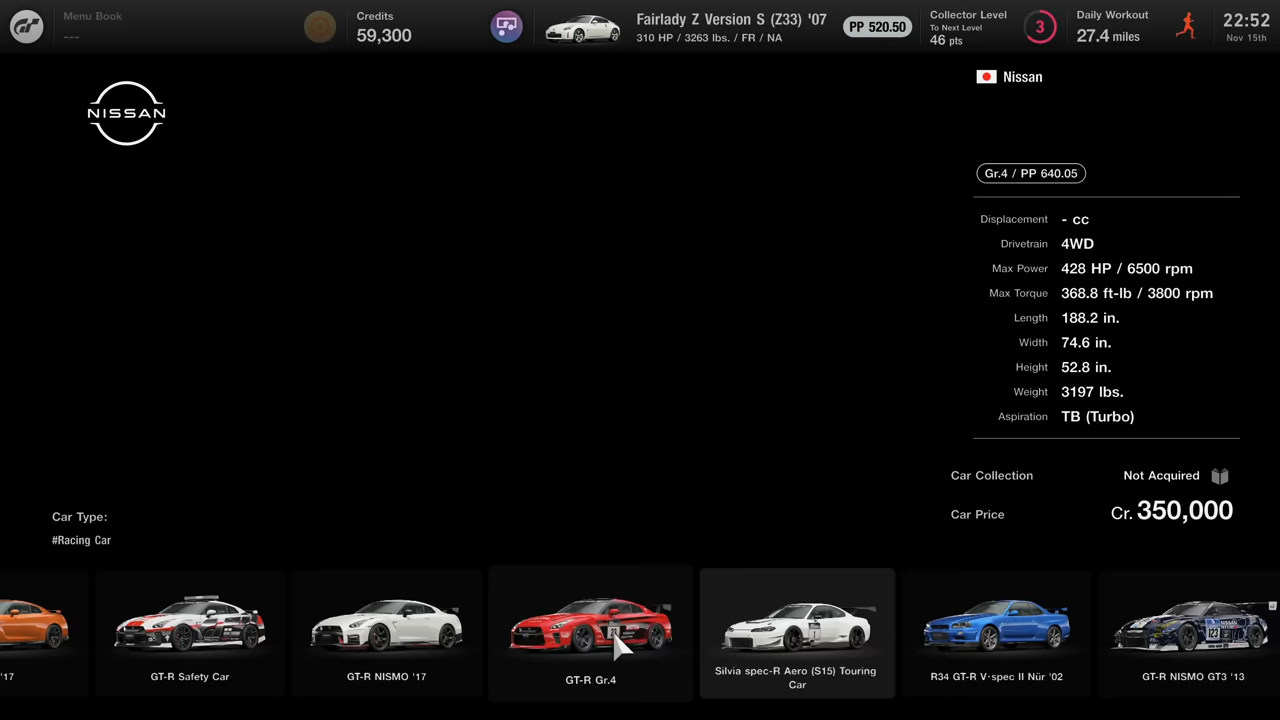 Menu Book
---
Credits
59,300
Fairlady Z Version S (Z33) '07
310 HP / 3263 lbs. / FR / NA
PP 520.50
Collector Level
To Next Level
46 pts
3
Daily Workout
27.4 miles
22:52
Nov 15th
NISSAN
Nissan
Gr.4 / PP 640.05
Displacement - cc
Drivetrain 4WD
Max Power 428 HP / 6500 rpm
Max Torque 368.8 ft-lb / 3800 rpm
Length 188.2 in.
Width 74.6 in.
Height 52.8 in.
Weight 3197 lbs.
Aspiration TB (Turbo)
Car Collection Not Acquired
Car Price Cr. 350,000
Car Type:
#Racing Car
'17
GT-R Safety Car
GT-R NISMO '17
GT-R Gr.4
Silvia spec-R Aero (S15) Touring
Car
R34 GT-R V·spec II Nür '02
GT-R NISMO GT3 '13